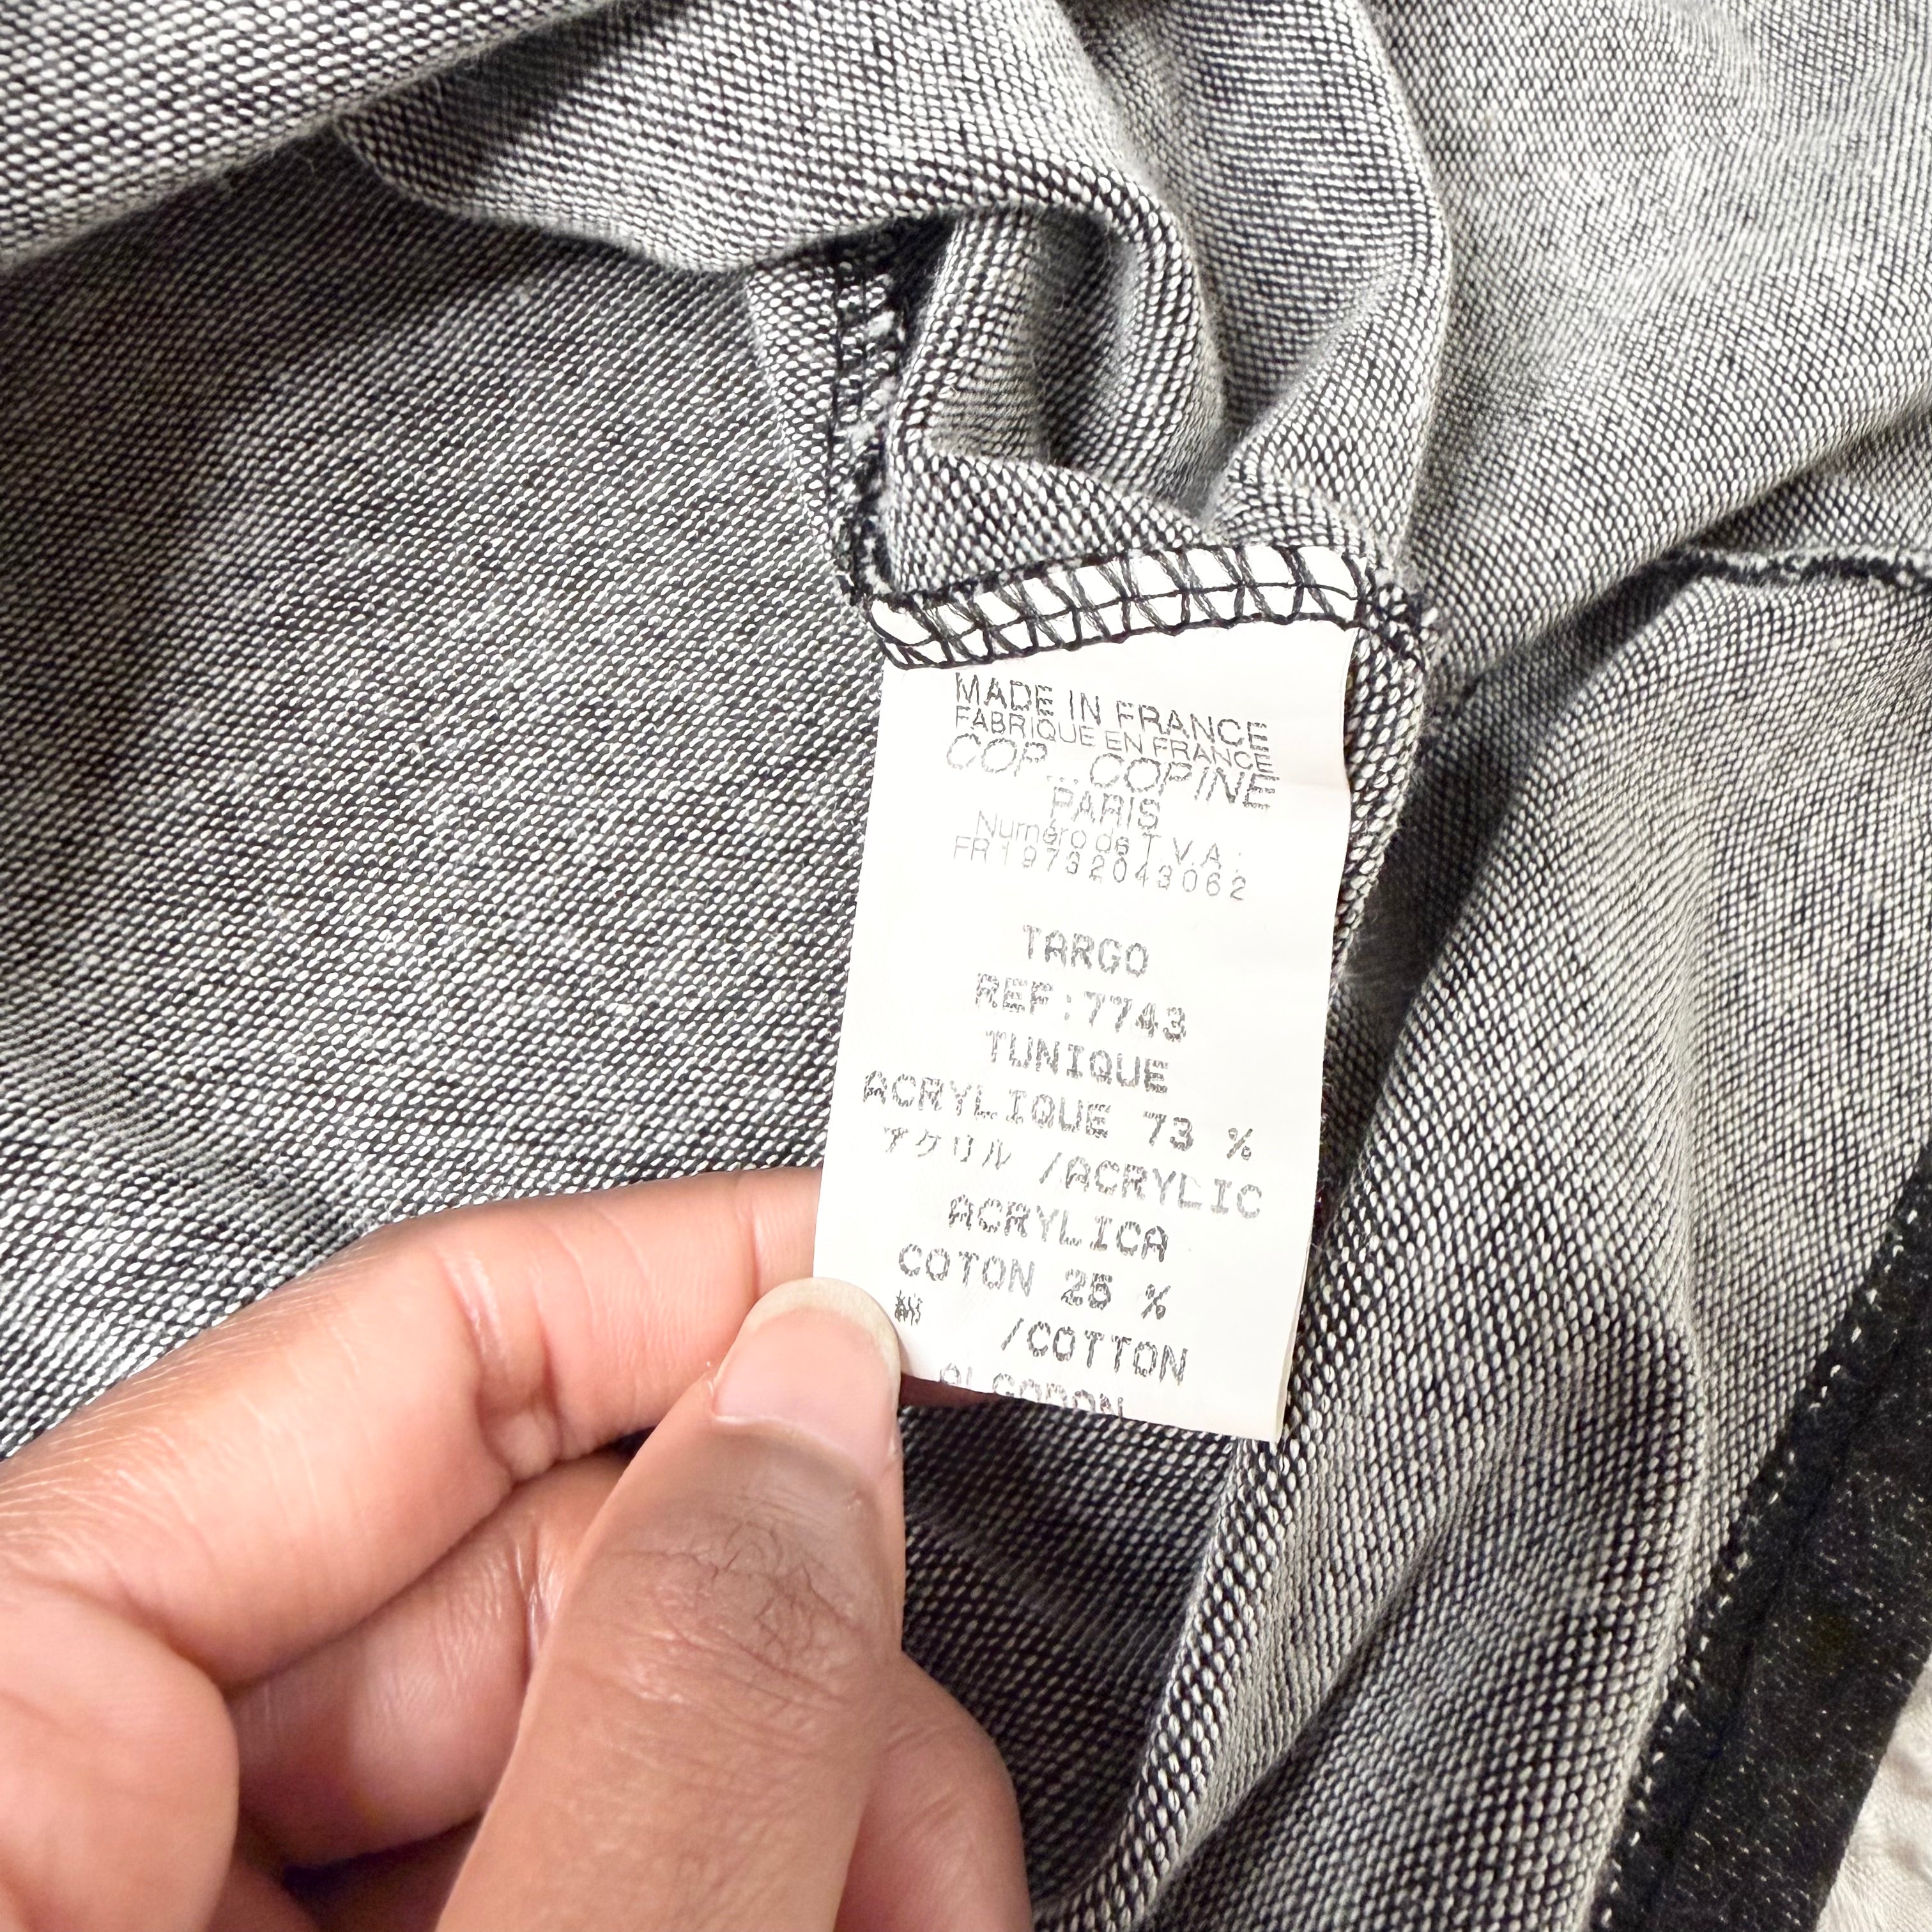 MADE IN FRANCE
FABRIQUE EN FRANCE
COP...COPINE
PARIS
Numéro de T.V.A.:
FR19732043062
TARGO
REF:7743
TUNIQUE
ACRYLIQUE 73 %
アクリル /ACRYLIC
ACRYLICA
COTON 25 %
綿 /COTTON
ALGODON